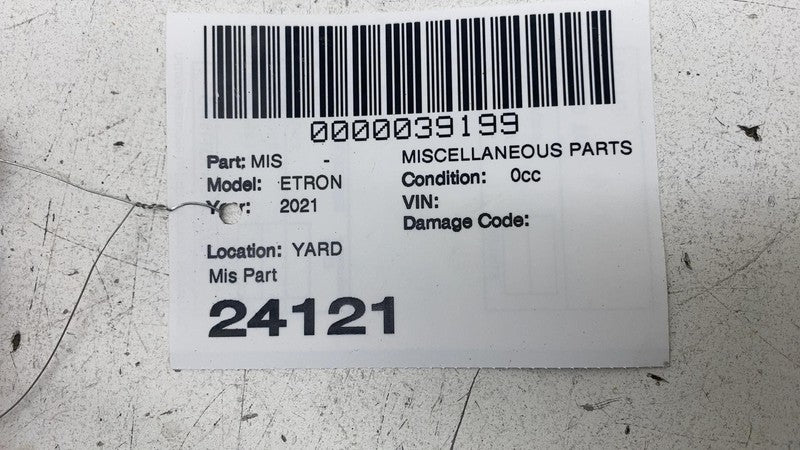 0000039199
Part: MIS - MISCELLANEOUS PARTS
Model: ETRON Condition: 0cc
Year: 2021 VIN:
Damage Code:
Location: YARD
Mis Part
24121